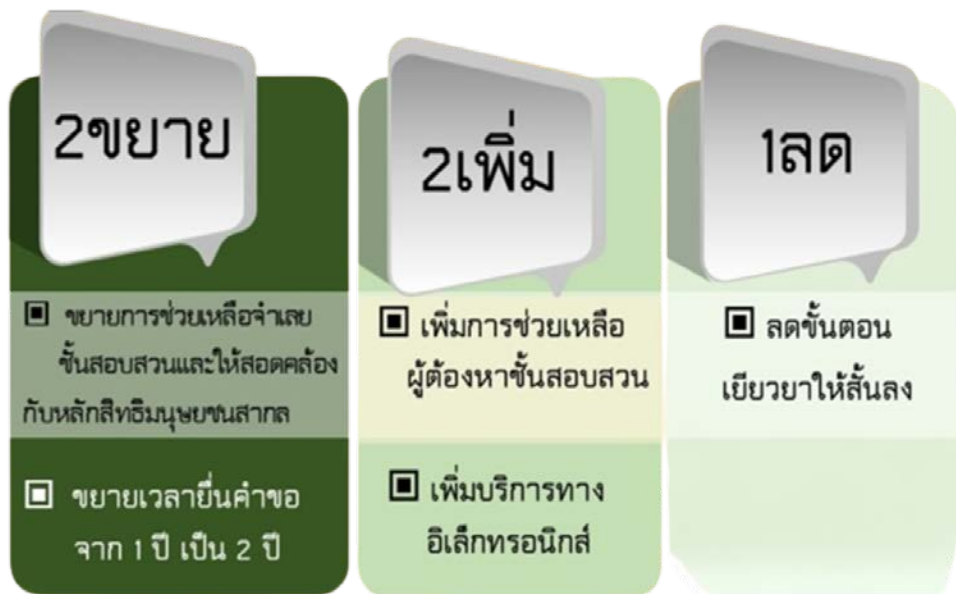 2ขยาย
ขยายการช่วยเหลือจำเลย
ชั้นสอบสวนและให้สอดคล้อง
กับหลักสิทธิมนุษยชนสากล
ขยายเวลายื่นคำขอ
จาก 1 ปี เป็น 2 ปี
2เพิ่ม
เพิ่มการช่วยเหลือ
ผู้ต้องหาชั้นสอบสวน
เพิ่มบริการทาง
อิเล็กทรอนิกส์
1ลด
ลดขั้นตอน
เยียวยาให้สั้นลง